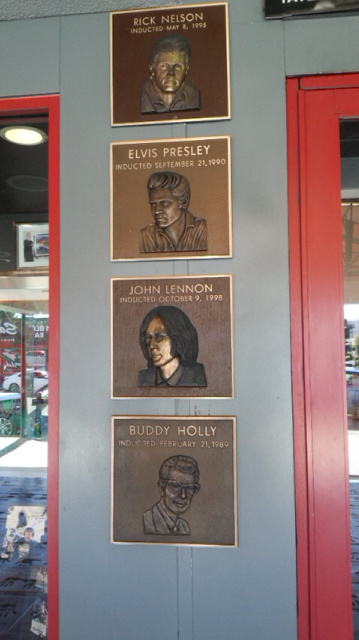 RICK NELSON
INDUCTED MAY 8, 1995
ELVIS PRESLEY
INDUCTED SEPTEMBER 21, 1990
JOHN LENNON
INDUCTED OCTOBER 9, 1998
BUDDY HOLLY
INDUCTED FEBRUARY 21, 1989